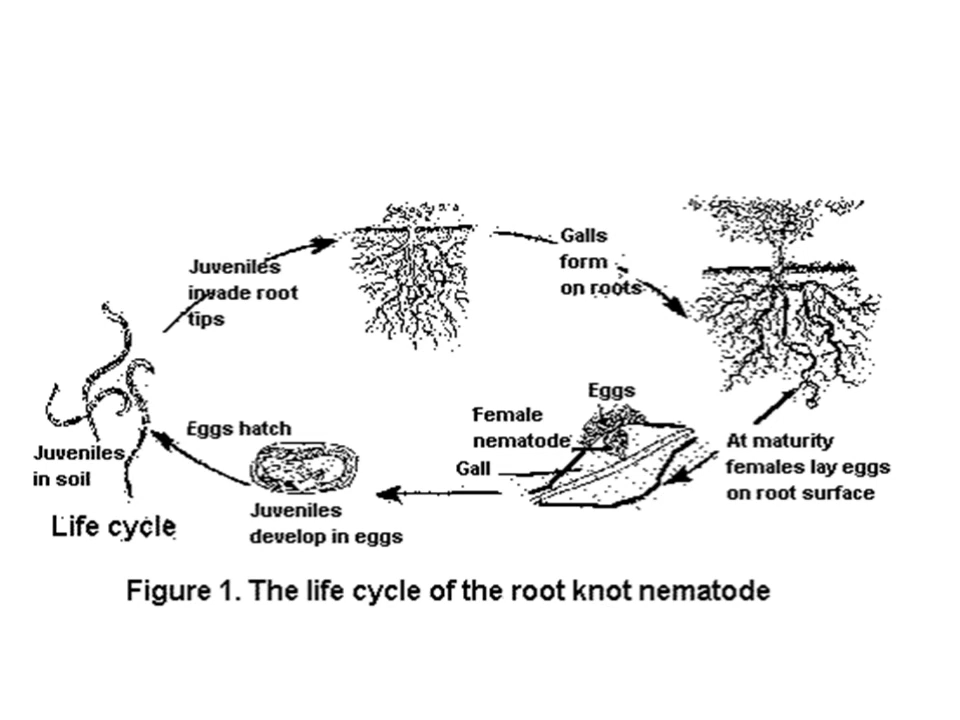 Juveniles
invade root
tips
Galls
form
on roots
Eggs
Female
nematode
Gall
At maturity
females lay eggs
on root surface
Eggs hatch
Juveniles
in soil
Juveniles
develop in eggs
Life cycle
Figure 1. The life cycle of the root knot nematode